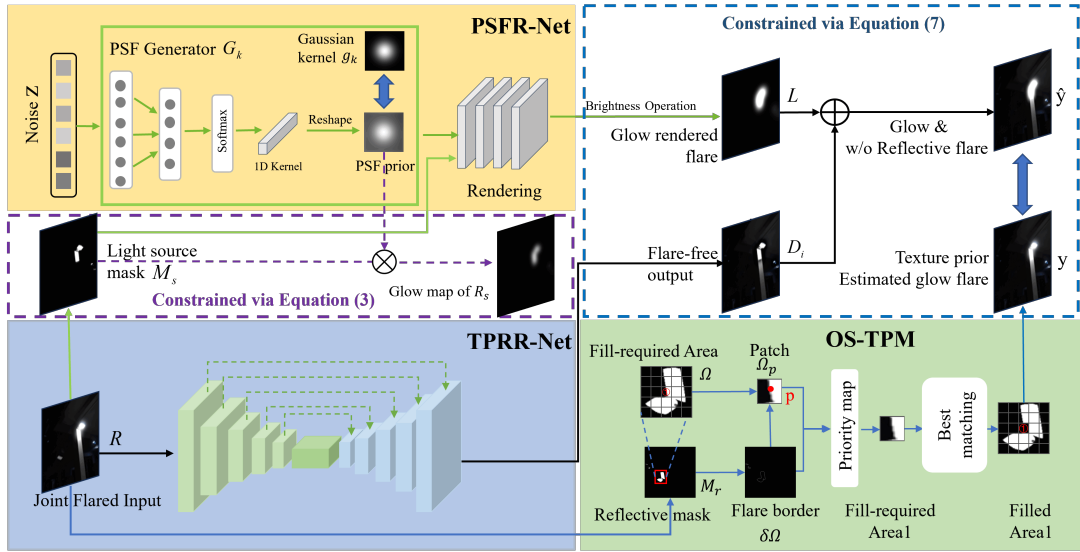 PSFR-Net
Noise Z
PSF Generator G_k
Gaussian
kernel g_k
Softmax
1D Kernel
Reshape
PSF prior
Rendering
Brightness Operation
Constrained via Equation (7)
Glow rendered
flare
L
Glow &
w/o Reflective flare
ŷ
Light source
mask M_s
Constrained via Equation (3)
Glow map of R_s
Flare-free
output
D_i
Texture prior
Estimated glow flare
y
TPRR-Net
R
Joint Flared Input
OS-TPM
Fill-required Area
Ω
Patch
Ω_p
p
M_r
Reflective mask
Flare border
δΩ
Priority map
Best
matching
Fill-required
Area1
Filled
Area1